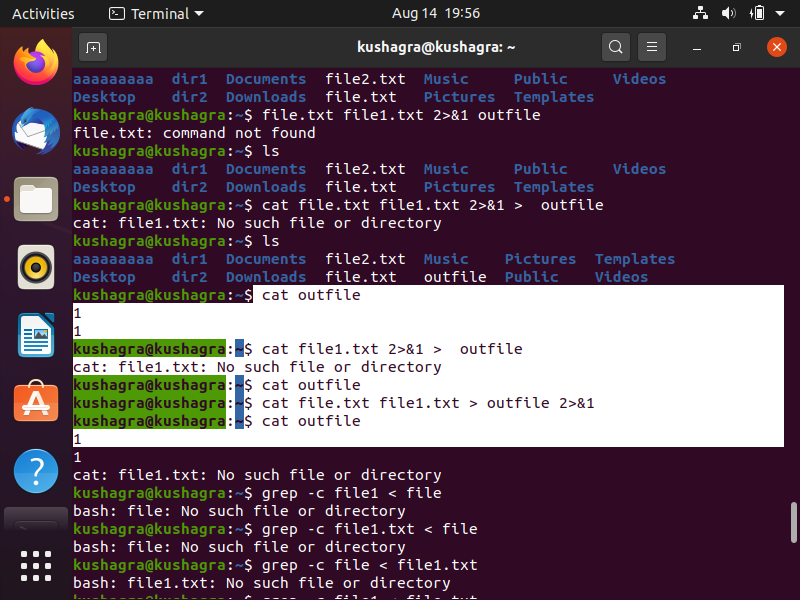 Activities Terminal Aug 14 19:56
kushagra@kushagra: ~
aaaaaaaaa dir1 Documents file2.txt Music Public Videos
Desktop dir2 Downloads file.txt Pictures Templates
kushagra@kushagra:~$ file.txt file1.txt 2>&1 outfile
file.txt: command not found
kushagra@kushagra:~$ ls
aaaaaaaaa dir1 Documents file2.txt Music Public Videos
Desktop dir2 Downloads file.txt Pictures Templates
kushagra@kushagra:~$ cat file.txt file1.txt 2>&1 > outfile
cat: file1.txt: No such file or directory
kushagra@kushagra:~$ ls
aaaaaaaaa dir1 Documents file2.txt Music Pictures Templates
Desktop dir2 Downloads file.txt outfile Public Videos
kushagra@kushagra:~$ cat outfile
1
1
kushagra@kushagra:~$ cat file1.txt 2>&1 > outfile
cat: file1.txt: No such file or directory
kushagra@kushagra:~$ cat outfile
kushagra@kushagra:~$ cat file.txt file1.txt > outfile 2>&1
kushagra@kushagra:~$ cat outfile
1
1
cat: file1.txt: No such file or directory
kushagra@kushagra:~$ grep -c file1 < file
bash: file: No such file or directory
kushagra@kushagra:~$ grep -c file1.txt < file
bash: file: No such file or directory
kushagra@kushagra:~$ grep -c file < file1.txt
bash: file1.txt: No such file or directory